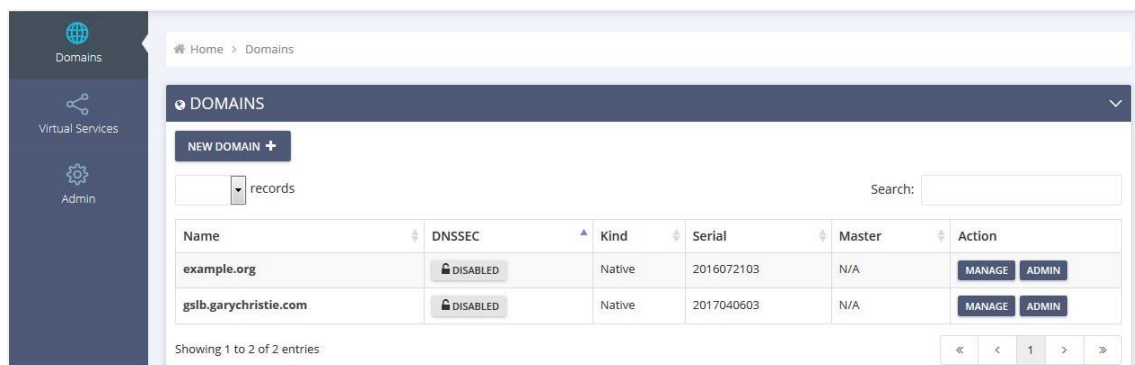 Domains
Virtual Services
Admin
Home > Domains
DOMAINS
NEW DOMAIN +
records
Search:
Name DNSSEC Kind Serial Master Action
example.org DISABLED Native 2016072103 N/A MANAGE ADMIN
gslb.garychristie.com DISABLED Native 2017040603 N/A MANAGE ADMIN
Showing 1 to 2 of 2 entries
« < 1 > »